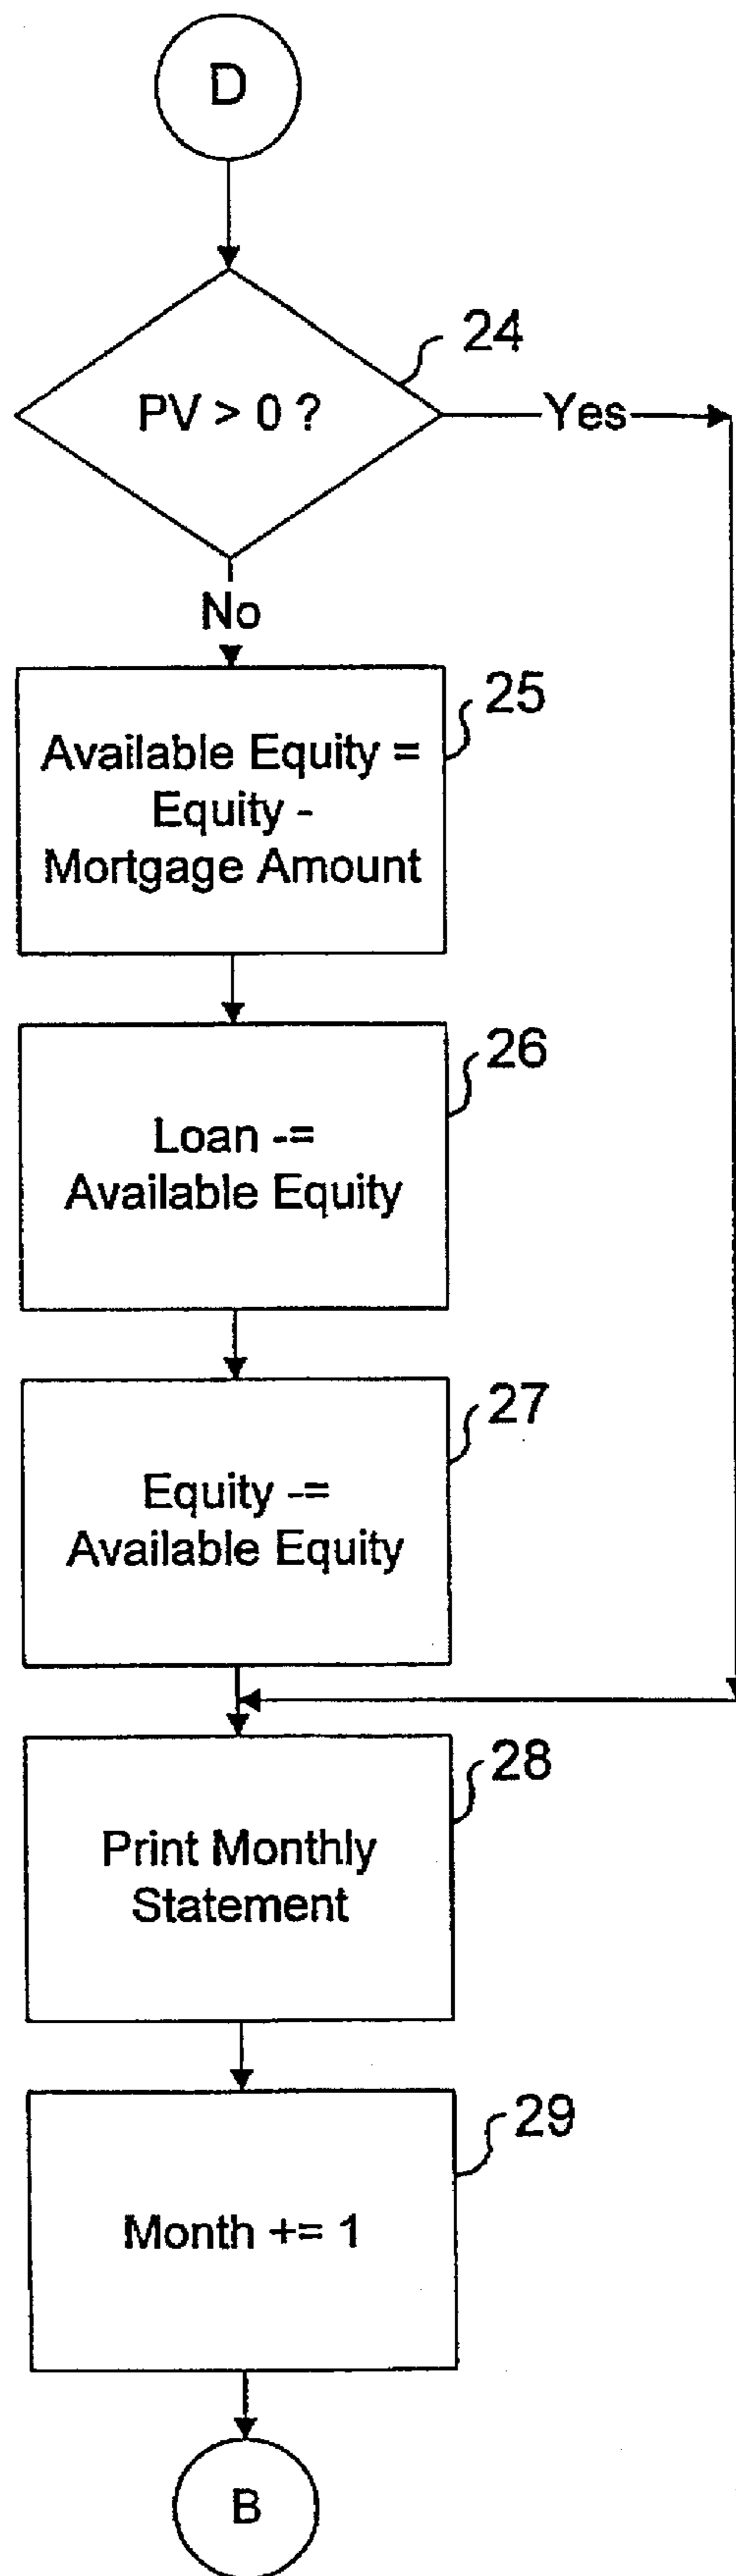 D
24
PV > 0 ?
Yes
No
25
Available Equity =
Equity -
Mortgage Amount
26
Loan -=
Available Equity
27
Equity -=
Available Equity
28
Print Monthly
Statement
29
Month += 1
B